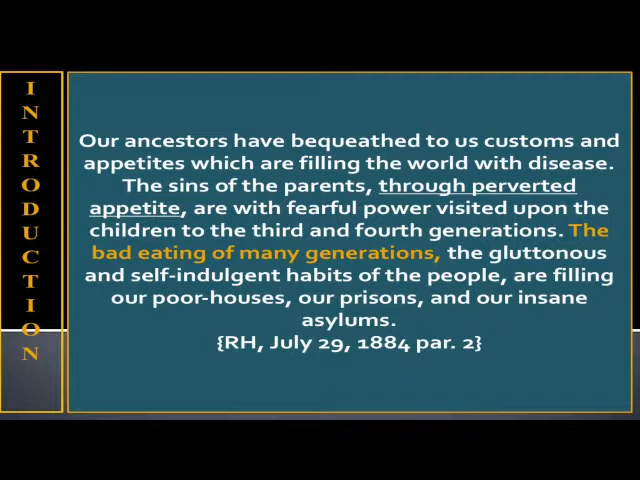 INTRODUCTION
Our ancestors have bequeathed to us customs and
appetites which are filling the world with disease.
The sins of the parents, through perverted
appetite, are with fearful power visited upon the
children to the third and fourth generations. The
bad eating of many generations, the gluttonous
and self-indulgent habits of the people, are filling
our poor-houses, our prisons, and our insane
asylums.
{RH, July 29, 1884 par. 2}